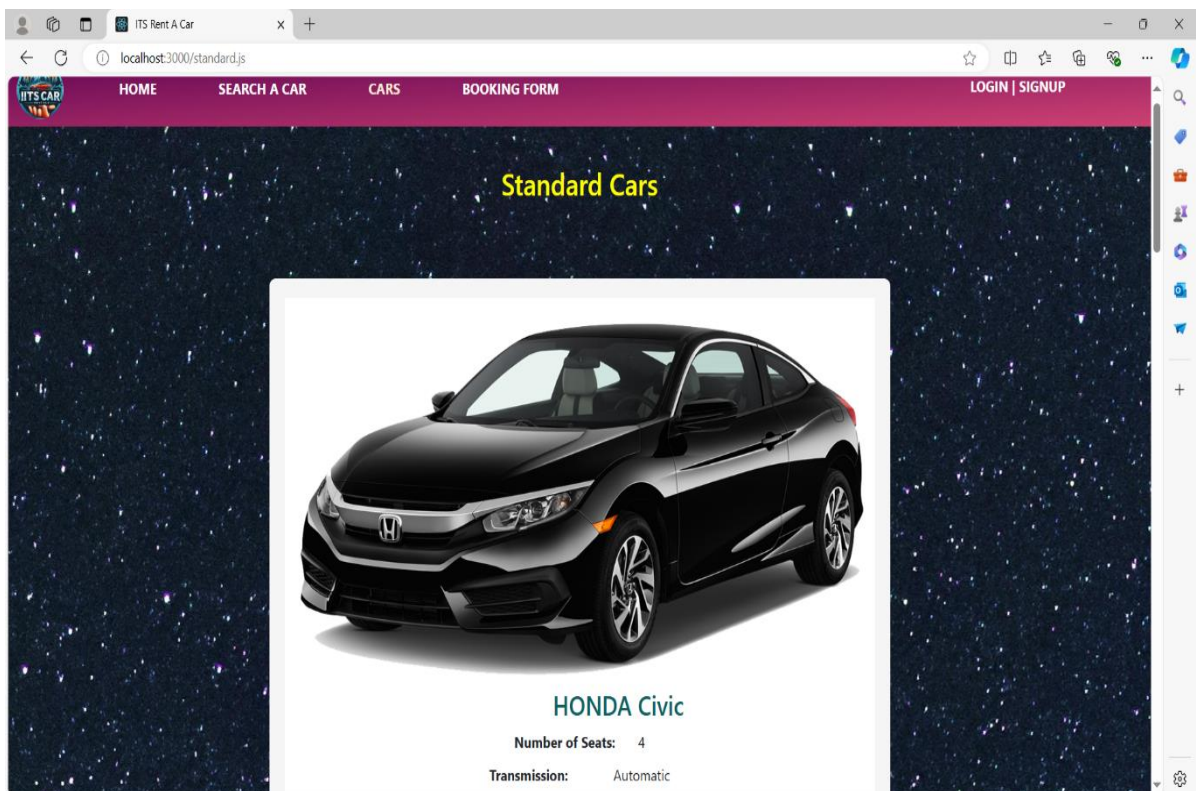 ITS Rent A Car
localhost:3000/standard.js
IITS CAR
HOME SEARCH A CAR CARS BOOKING FORM LOGIN | SIGNUP
Standard Cars
HONDA Civic
Number of Seats: 4
Transmission: Automatic